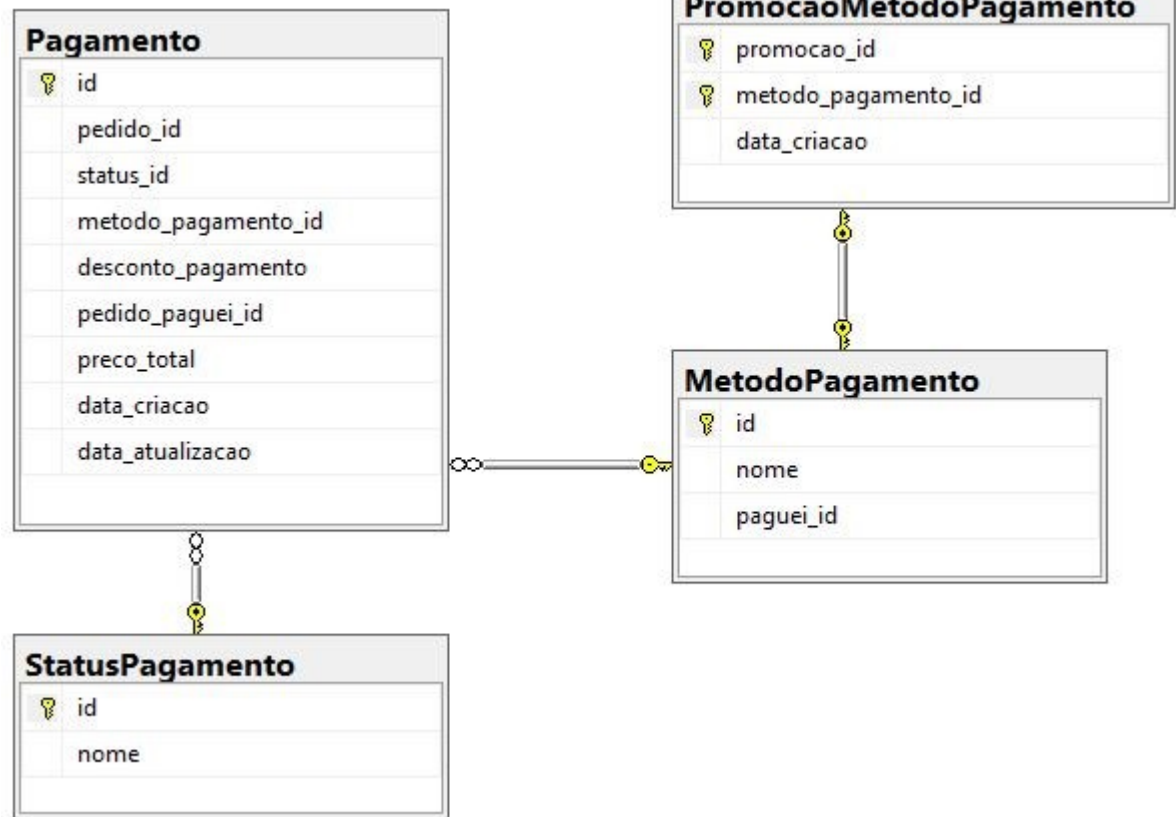 Pagamento
id
pedido_id
status_id
metodo_pagamento_id
desconto_pagamento
pedido_paguei_id
preco_total
data_criacao
data_atualizacao
PromocaoMetodoPagamento
promocao_id
metodo_pagamento_id
data_criacao
MetodoPagamento
id
nome
paguei_id
StatusPagamento
id
nome